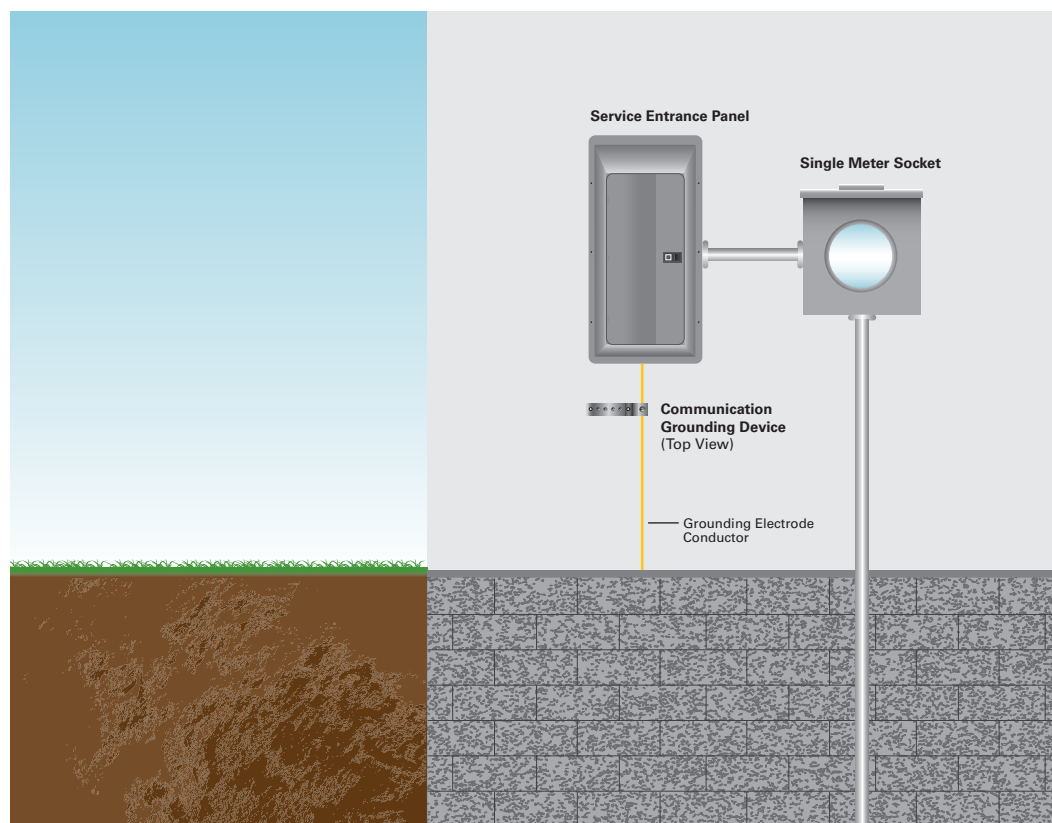 Service Entrance Panel
Single Meter Socket
Communication
Grounding Device
(Top View)
Grounding Electrode
Conductor